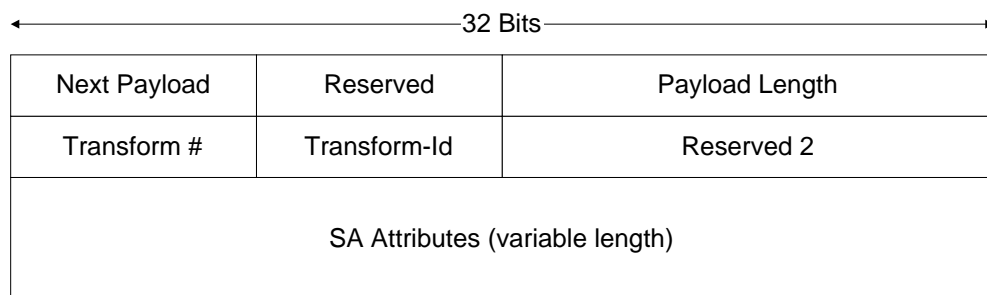 32 Bits
Next Payload Reserved Payload Length
Transform # Transform-Id Reserved 2
SA Attributes (variable length)